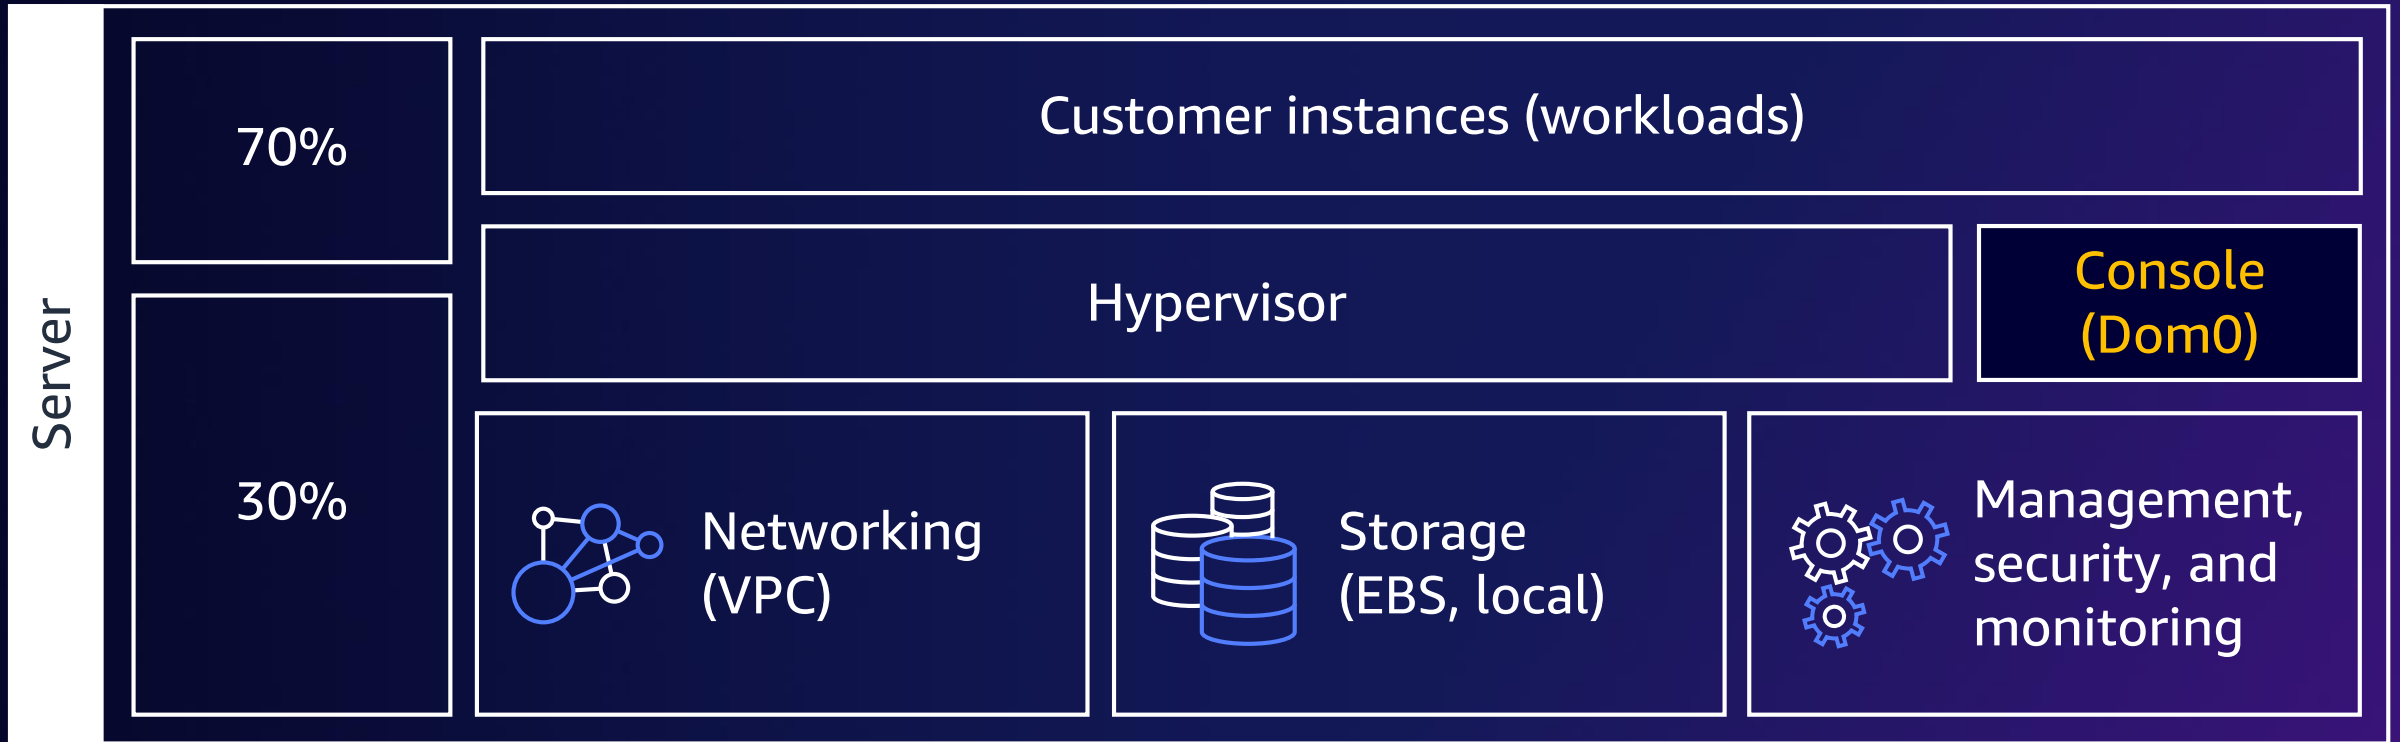 Server
70%
Customer instances (workloads)
Hypervisor
Console
(Dom0)
30%
Networking
(VPC)
Storage
(EBS, local)
Management,
security, and
monitoring